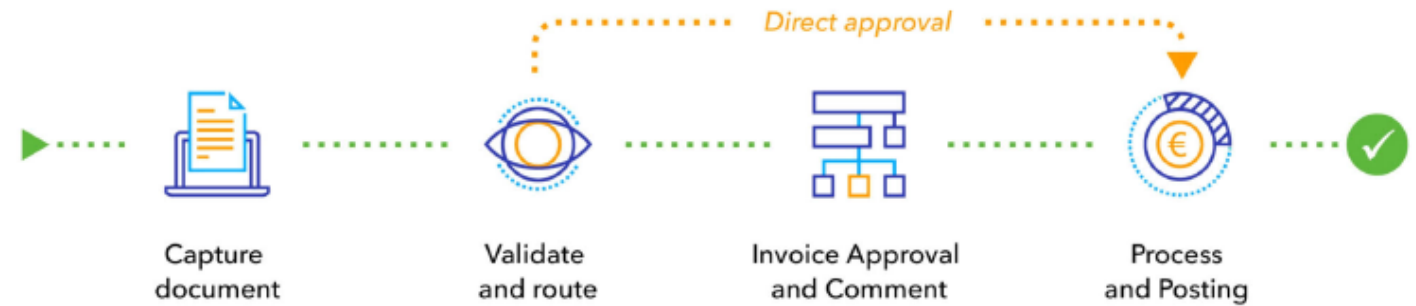 Direct approval
€
Capture
document
Validate
and route
Invoice Approval
and Comment
Process
and Posting